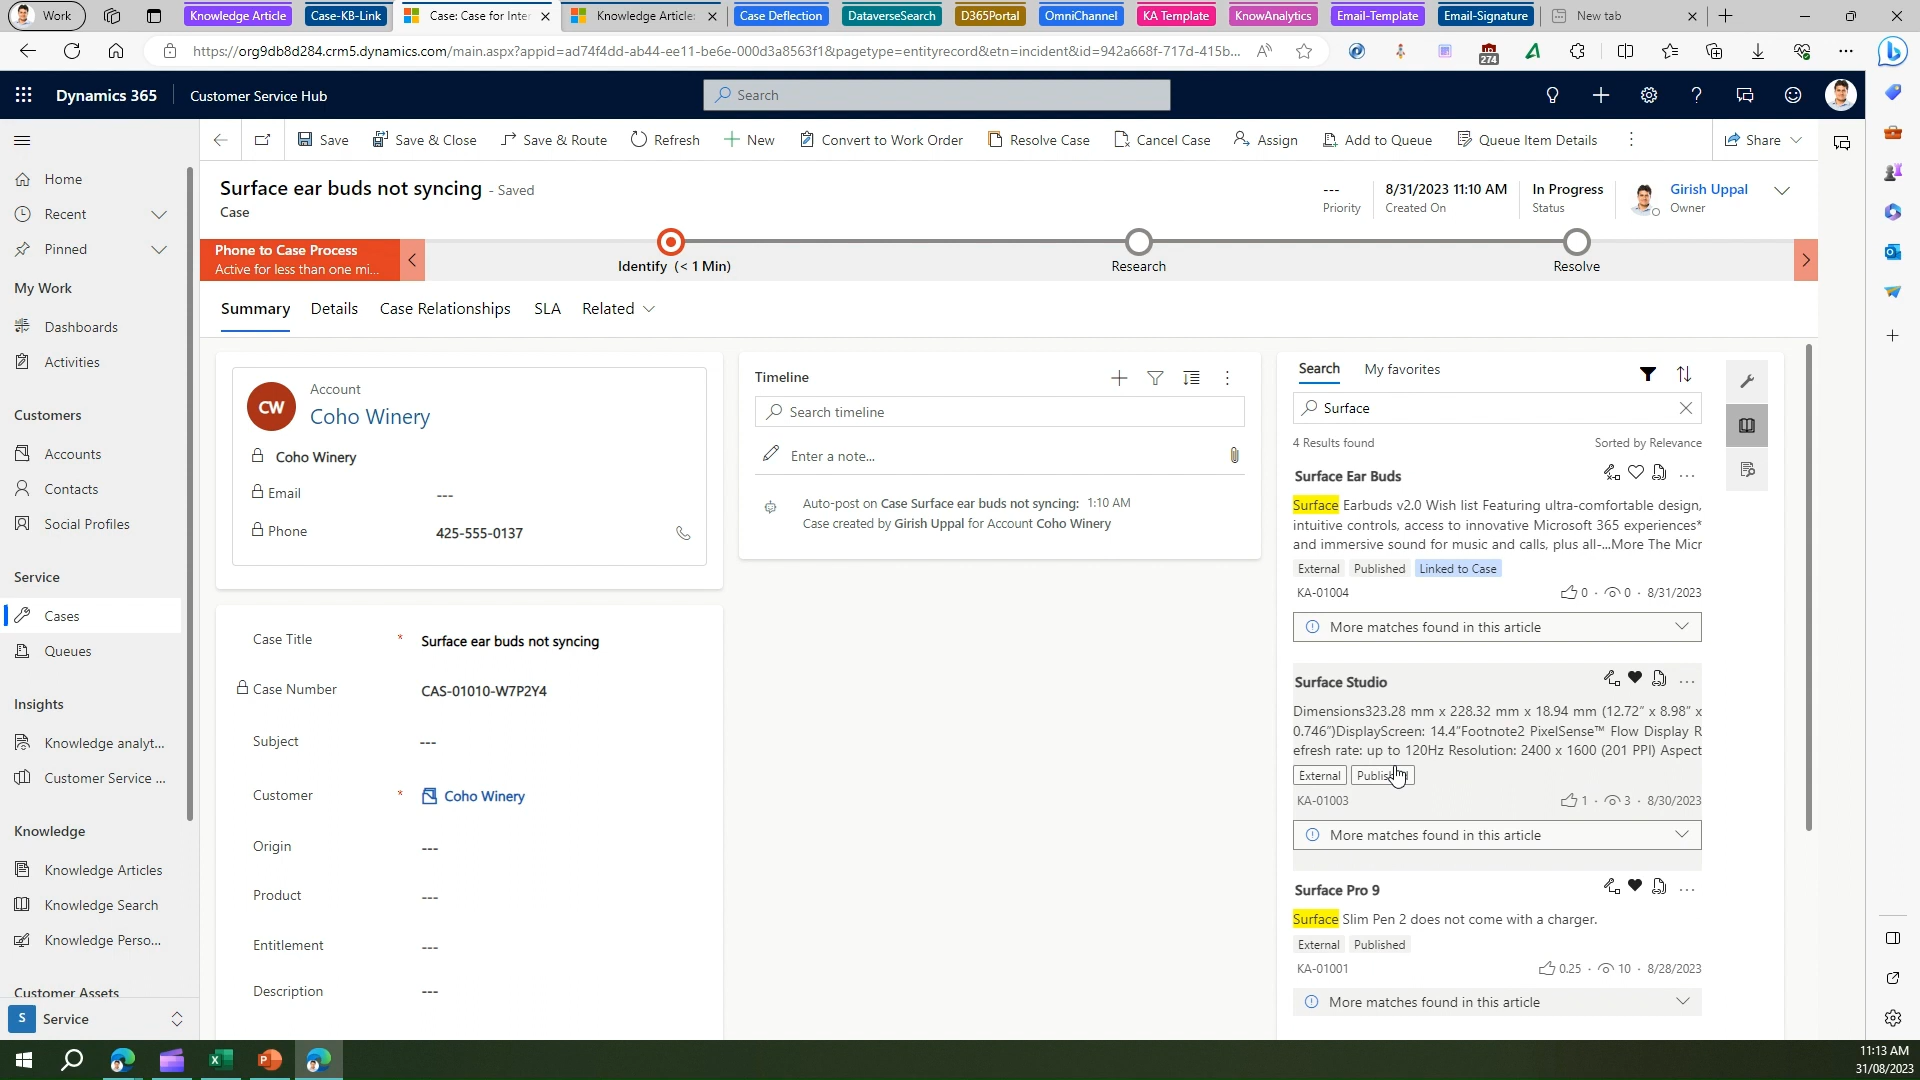 Work
Knowledge Article
Case-KB-Link
Case: Case for Inter
Knowledge Article:
Case Deflection
DataverseSearch
D365Portal
OmniChannel
KA Template
KnowAnalytics
Email-Template
Email-Signature
New tab
https://org9db8d284.crm5.dynamics.com/main.aspx?appid=ad74f4dd-ab44-ee11-be6e-000d3a8563f1&pagetype=entityrecord&etn=incident&id=942a668f-717d-415b...
274
Dynamics 365
Customer Service Hub
Search
Save
Save & Close
Save & Route
Refresh
New
Convert to Work Order
Resolve Case
Cancel Case
Assign
Add to Queue
Queue Item Details
Share
Home
Recent
Pinned
My Work
Dashboards
Activities
Customers
Accounts
Contacts
Social Profiles
Service
Cases
Queues
Insights
Knowledge analyt...
Customer Service ...
Knowledge
Knowledge Articles
Knowledge Search
Knowledge Perso...
Customer Assets
S Service
Surface ear buds not syncing - Saved
Case
---
Priority
8/31/2023 11:10 AM
Created On
In Progress
Status
Girish Uppal
Owner
Phone to Case Process
Active for less than one mi...
Identify (< 1 Min)
Research
Resolve
Summary
Details
Case Relationships
SLA
Related
CW
Account
Coho Winery
Coho Winery
Email ---
Phone 425-555-0137
Case Title * Surface ear buds not syncing
Case Number CAS-01010-W7P2Y4
Subject ---
Customer * Coho Winery
Origin ---
Product ---
Entitlement ---
Description ---
Timeline
Search timeline
Enter a note...
Auto-post on Case Surface ear buds not syncing: 1:10 AM
Case created by Girish Uppal for Account Coho Winery
Search
My favorites
Surface
4 Results found
Sorted by Relevance
Surface Ear Buds
Surface Earbuds v2.0 Wish list Featuring ultra-comfortable design,
intuitive controls, access to innovative Microsoft 365 experiences*
and immersive sound for music and calls, plus all-...More The Micr
External Published Linked to Case
KA-01004
0 · 0 · 8/31/2023
More matches found in this article
Surface Studio
Dimensions323.28 mm x 228.32 mm x 18.94 mm (12.72" x 8.98" x
0.746")DisplayScreen: 14.4"Footnote2 PixelSense™ Flow Display R
efresh rate: up to 120Hz Resolution: 2400 x 1600 (201 PPI) Aspect
External
KA-01003
1 · 3 · 8/30/2023
More matches found in this article
Surface Pro 9
Surface Slim Pen 2 does not come with a charger.
External Published
KA-01001
0.25 · 10 · 8/28/2023
More matches found in this article
11:13 AM
31/08/2023